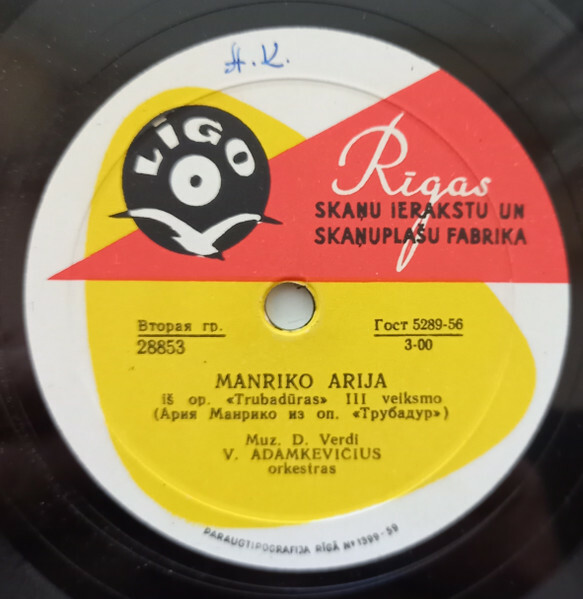 A.K.
LĪGO
Rīgas
SKAŅU IERAKSTU UN
SKAŅUPLAŠU FABRIKA
Вторая гр.
28853
Гост 5289-56
3-00
MANRIKO ARIJA
iš op. «Trubadūras» III veiksmo
(Ария Манрико из оп. «Трубадур»)
Muz. D. Verdi
V. ADAMKEVIČIUS
orkestras
PARAUGTIPOGRAFIJA RĪGĀ Nº 1399-59